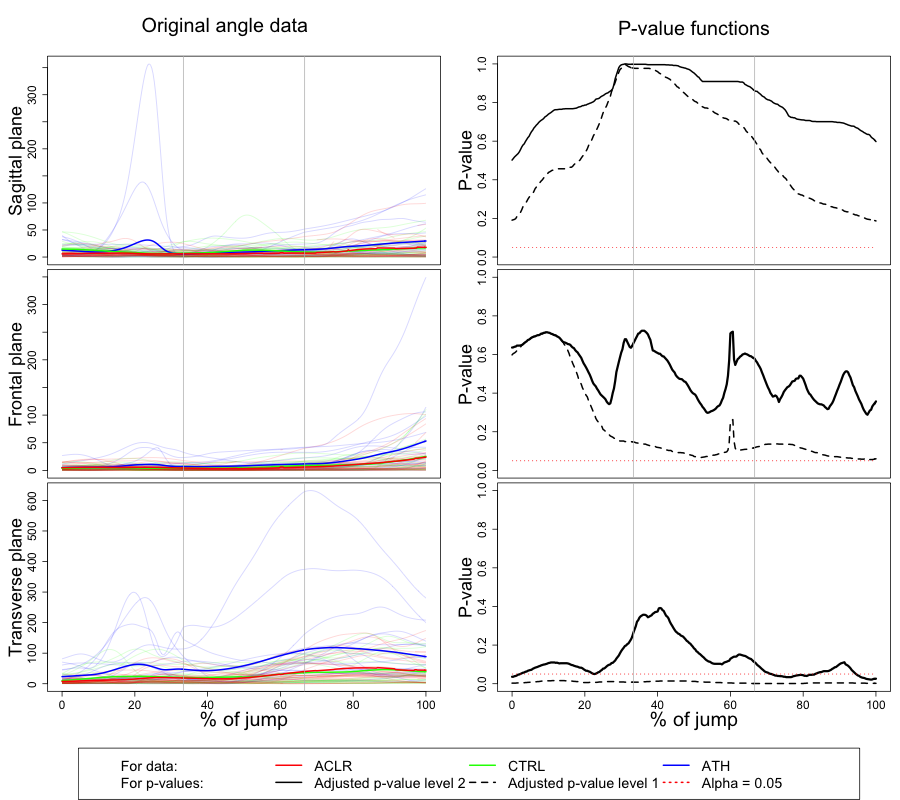 Original angle data
P-value functions
Sagittal plane
0 50 100 200 300
P-value
0.0 0.2 0.4 0.6 0.8 1.0
Frontal plane
0 50 100 200 300
P-value
0.0 0.2 0.4 0.6 0.8 1.0
Transverse plane
0 100 200 300 400 500 600
P-value
0.0 0.2 0.4 0.6 0.8 1.0
0 20 40 60 80 100
0 20 40 60 80 100
% of jump
% of jump
For data: ACLR CTRL ATH
For p-values: Adjusted p-value level 2 Adjusted p-value level 1 Alpha = 0.05